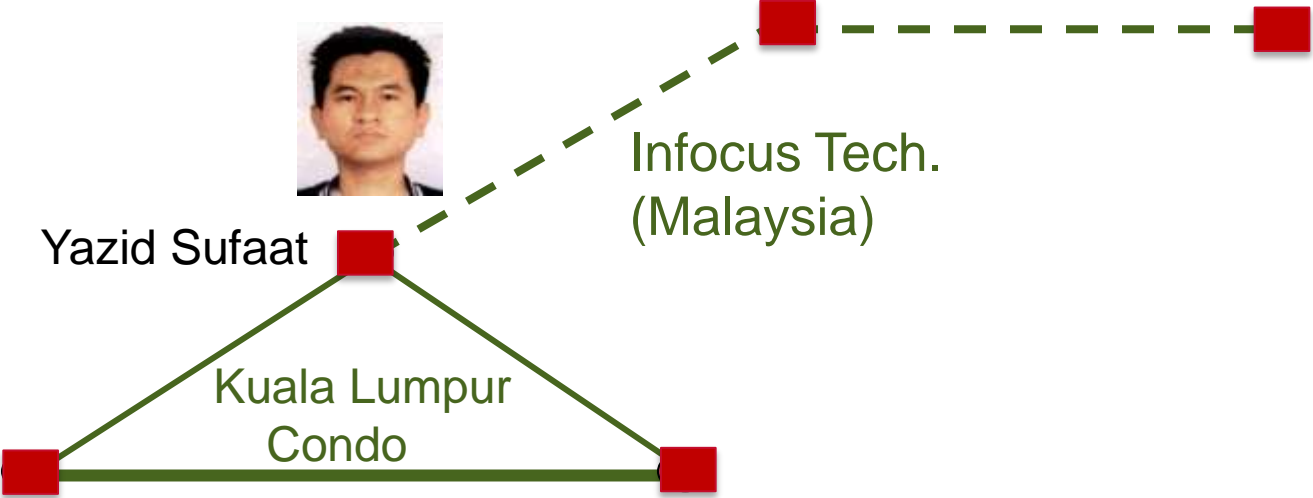 Infocus Tech.
(Malaysia)
Yazid Sufaat
Kuala Lumpur
Condo